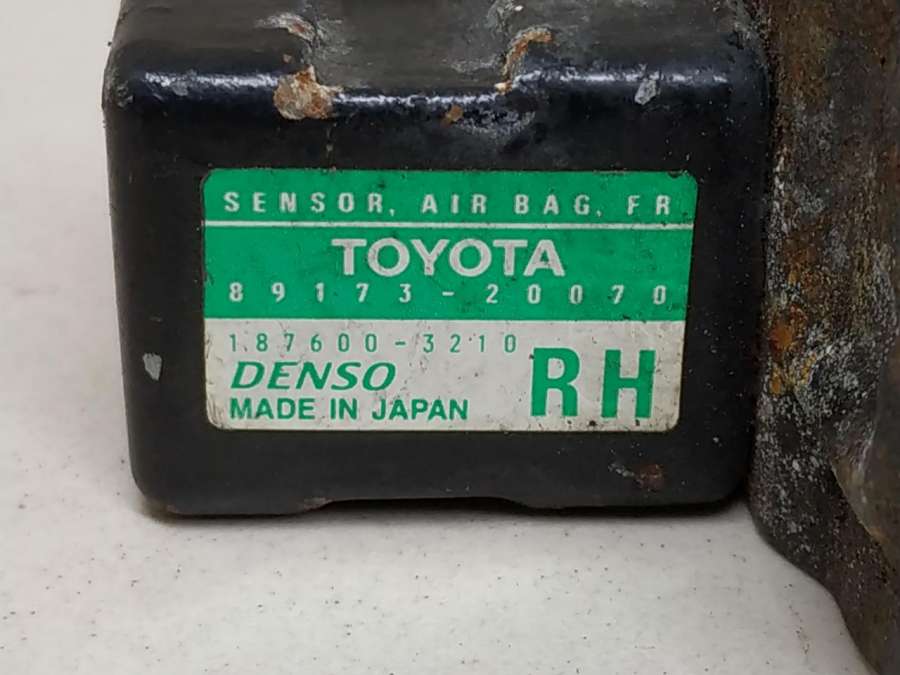 SENSOR, AIR BAG, FR
TOYOTA
89173-20070
187600-3210
DENSO
MADE IN JAPAN
RH